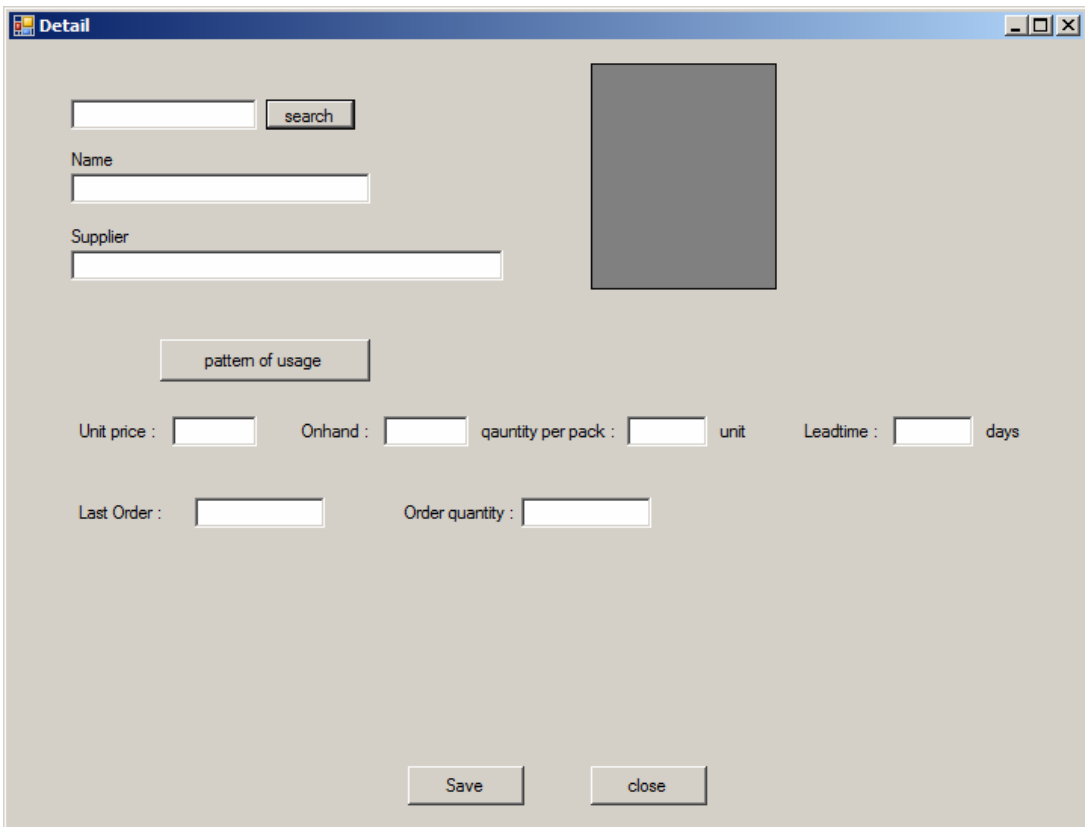 Detail
search
Name
Supplier
pattern of usage
Unit price : Onhand : qauntity per pack : unit Leadtime : days
Last Order : Order quantity :
Save close